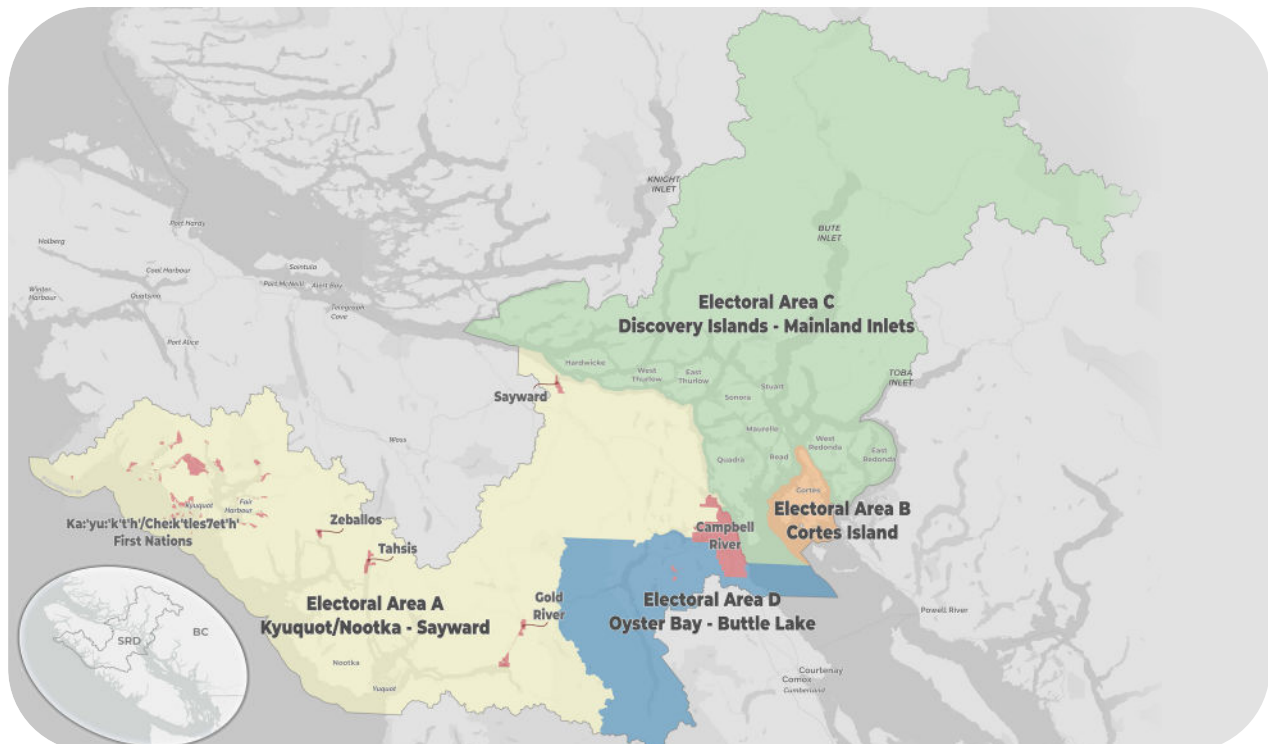 KNIGHT
INLET
BUTE
INLET
Port Hardy
Holberg
Coal Harbour
Sointula
Winter
Harbour
Quatsino
Port McNeill
Alert Bay
Telegraph
Cove
Port Alice
Electoral Area C
Discovery Islands - Mainland Inlets
Hardwicke
West
Thurlow
East
Thurlow
Stuart
Sonora
TOBA
INLET
Sayward
Maurelle
West
Redonda
Woss
Quadra
Read
East
Redonda
Cortes
Kyuquot
Fair
Harbour
Electoral Area B
Cortes Island
Ka:'yu:'k't'h'/Che:k'tles7et'h'
First Nations
Zeballos
Tahsis
Campbell
River
Electoral Area A
Kyuquot/Nootka - Sayward
Gold
River
Electoral Area D
Oyster Bay - Buttle Lake
Powell River
SRD
BC
Nootka
Yuquot
Courtenay
Comox
Cumberland